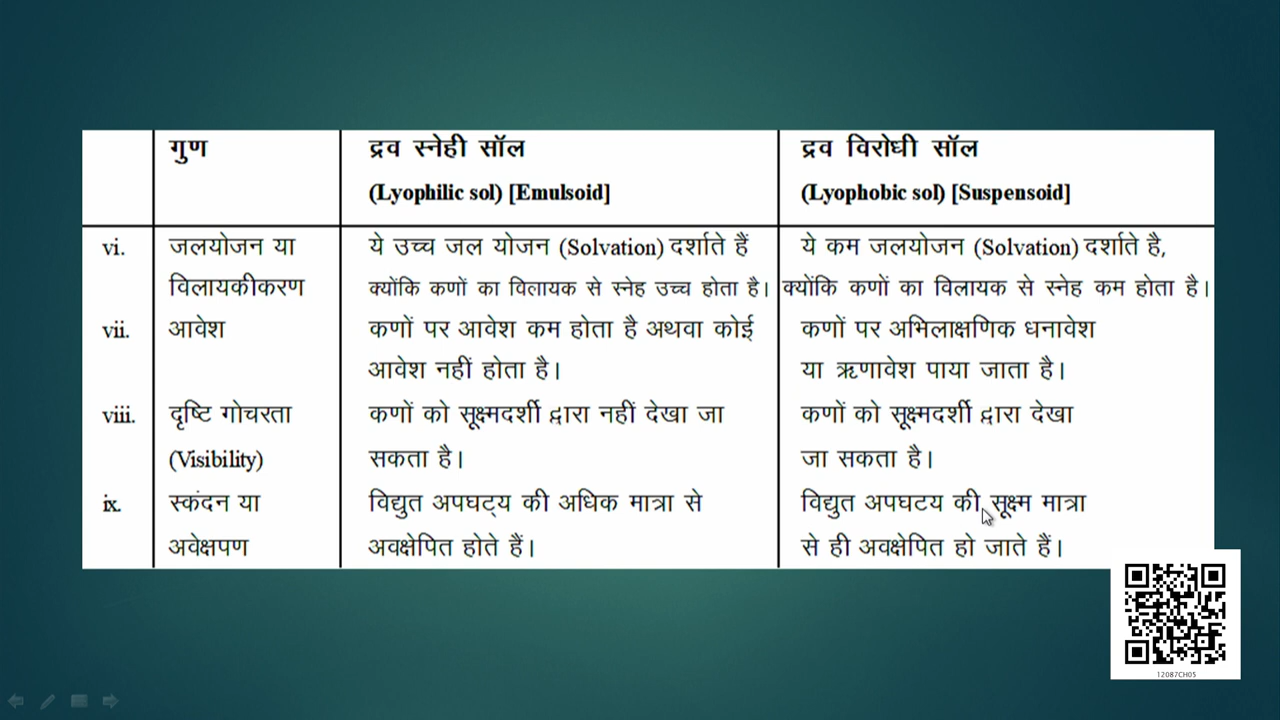 गुण द्रव स्नेही सॉल द्रव विरोधी सॉल
(Lyophilic sol) [Emulsoid] (Lyophobic sol) [Suspensoid]
vi. जलयोजन या ये उच्च जल योजन (Solvation) दर्शाते हैं ये कम जलयोजन (Solvation) दर्शाते है,
विलायकीकरण क्योंकि कणों का विलायक से स्नेह उच्च होता है। क्योंकि कणों का विलायक से स्नेह कम होता है।
vii. आवेश कणों पर आवेश कम होता है अथवा कोई कणों पर अभिलाक्षणिक धनावेश
आवेश नहीं होता है। या ऋणावेश पाया जाता है।
viii. दृष्टि गोचरता कणों को सूक्ष्मदर्शी द्वारा नहीं देखा जा कणों को सूक्ष्मदर्शी द्वारा देखा
(Visibility) सकता है। जा सकता है।
ix. स्कंदन या विद्युत अपघट्य की अधिक मात्रा से विद्युत अपघटय की सूक्ष्म मात्रा
अवेक्षपण अवक्षेपित होते हैं। से ही अवक्षेपित हो जाते हैं।
12087CH05